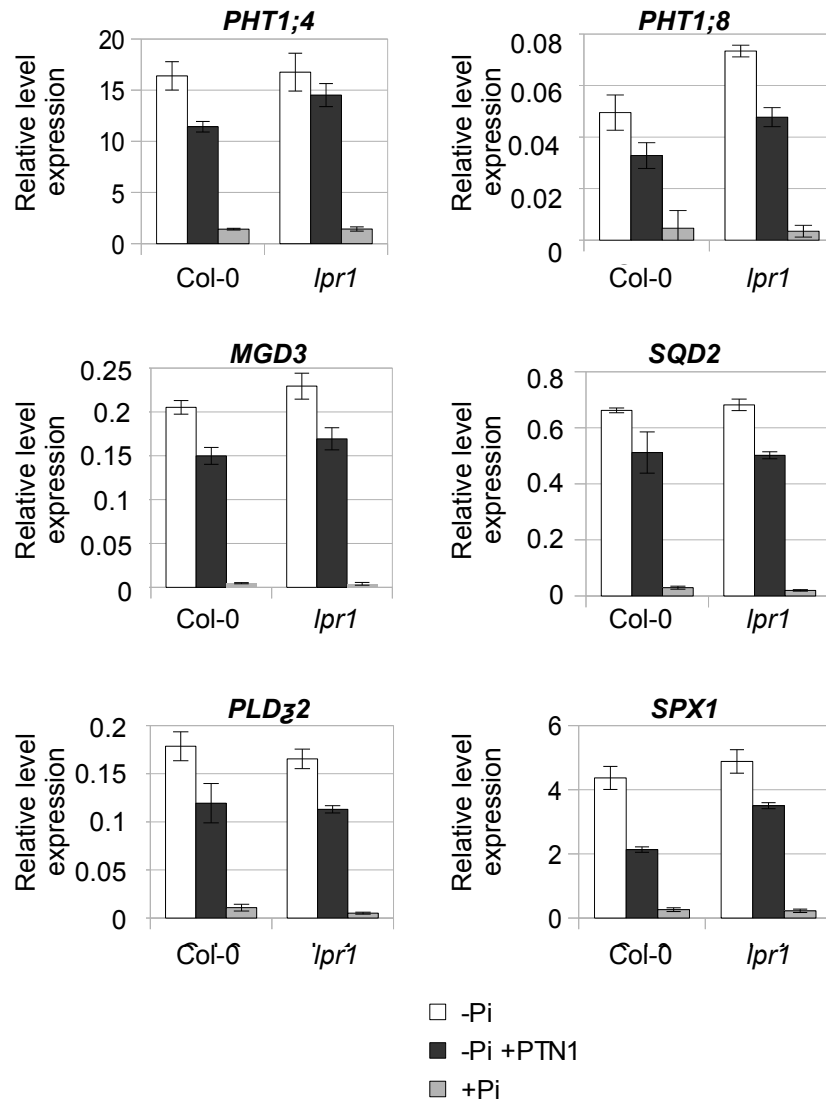 PHT1;4
Relative level
expression
20
15
10
5
0
Col-0 lpr1
PHT1;8
Relative level
expression
0.08
0.06
0.04
0.02
0
Col-0 lpr1
MGD3
Relative level
expression
0.25
0.2
0.15
0.1
0.05
0
Col-0 lpr1
SQD2
Relative level
expression
0.8
0.6
0.4
0.2
0
Col-0 lpr1
PLDʒ2
Relative level
expression
0.2
0.15
0.1
0.05
0
Col-0 lpr1
SPX1
Relative level
expression
6
4
2
0
Col-0 lpr1
-Pi
-Pi +PTN1
+Pi